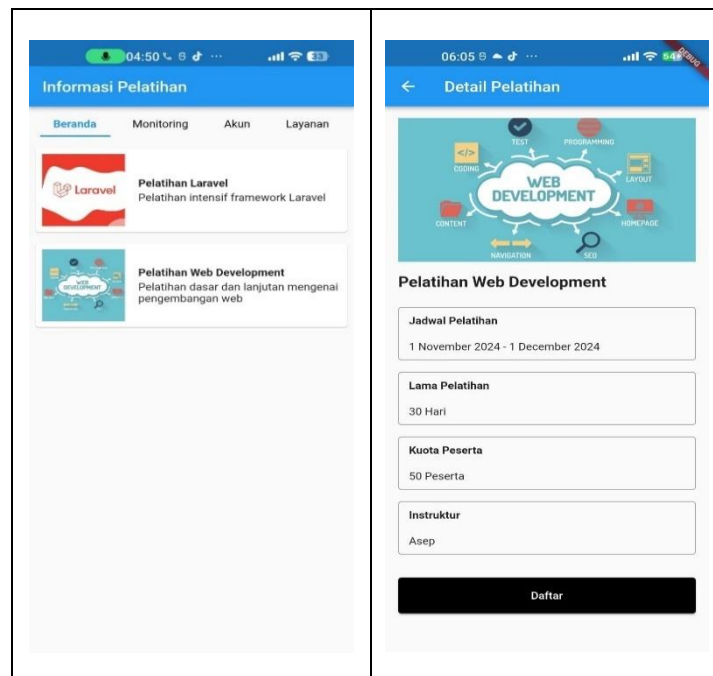 04:50
33
Informasi Pelatihan
Beranda Monitoring Akun Layanan
Laravel
Pelatihan Laravel
Pelatihan intensif framework Laravel
WEB
DEVELOPMENT
Pelatihan Web Development
Pelatihan dasar dan lanjutan mengenai
pengembangan web
06:05
54
DEBUG
Detail Pelatihan
TEST
PROGRAMMING
</>
CODING
LAYOUT
WEB
DEVELOPMENT
CONTENT
HOMEPAGE
NAVIGATION
SEO
Pelatihan Web Development
Jadwal Pelatihan
1 November 2024 - 1 December 2024
Lama Pelatihan
30 Hari
Kuota Peserta
50 Peserta
Instruktur
Asep
Daftar